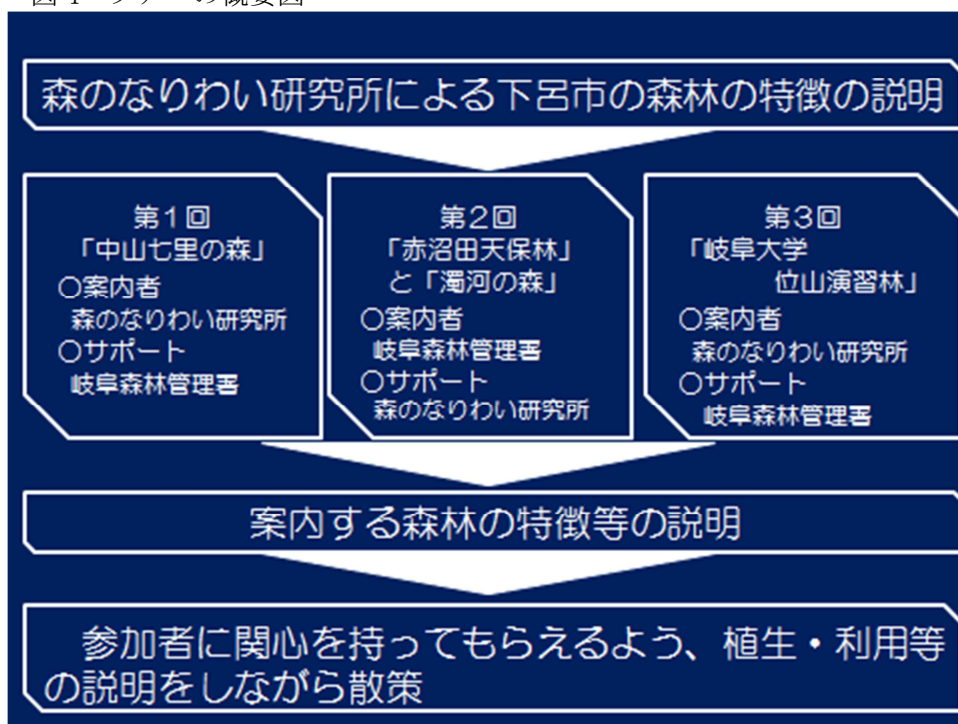 森のなりわい研究所による下呂市の森林の特徴の説明
第１回
「中山七里の森」
○案内者
森のなりわい研究所
○サポート
岐阜森林管理署
第２回
「赤沼田天保林」
と「濁河の森」
○案内者
岐阜森林管理署
○サポート
森のなりわい研究所
第３回
「岐阜大学
位山演習林」
○案内者
森のなりわい研究所
○サポート
岐阜森林管理署
案内する森林の特徴等の説明
参加者に関心を持ってもらえるよう、植生・利用等
の説明をしながら散策